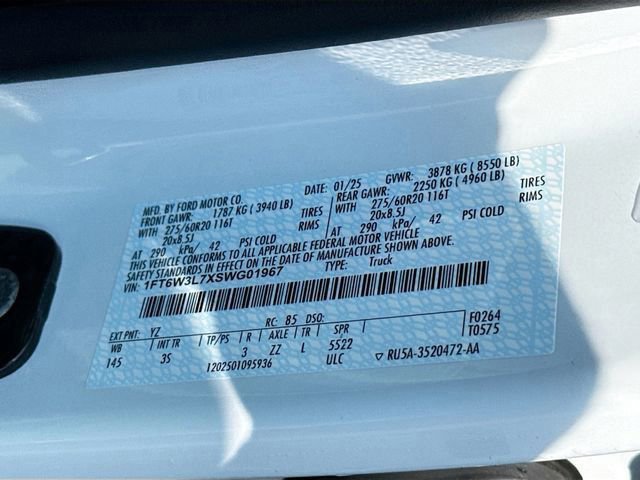 MFD. BY FORD MOTOR CO.
DATE: 01/25 GVWR: 3878 KG ( 8550 LB)
FRONT GAWR: 1787 KG ( 3940 LB) REAR GAWR: 2250 KG ( 4960 LB)
WITH 275/60R20 116T TIRES WITH 275/60R20 116T TIRES
20x8.5J RIMS 20x8.5J RIMS
AT 290 kPa/ 42 PSI COLD AT 290 kPa/ 42 PSI COLD
THIS VEHICLE CONFORMS TO ALL APPLICABLE FEDERAL MOTOR VEHICLE
SAFETY STANDARDS IN EFFECT ON THE DATE OF MANUFACTURE SHOWN ABOVE.
VIN: 1FT6W3L7XSWG01967 TYPE: Truck
EXT PNT: YZ RC: 85 DSO: F0264
WB INT TR TP/PS R AXLE TR SPR T0575
145 3S 3 ZZ L 5522
1202501095936 ULC ▽ RU5A-3520472-AA